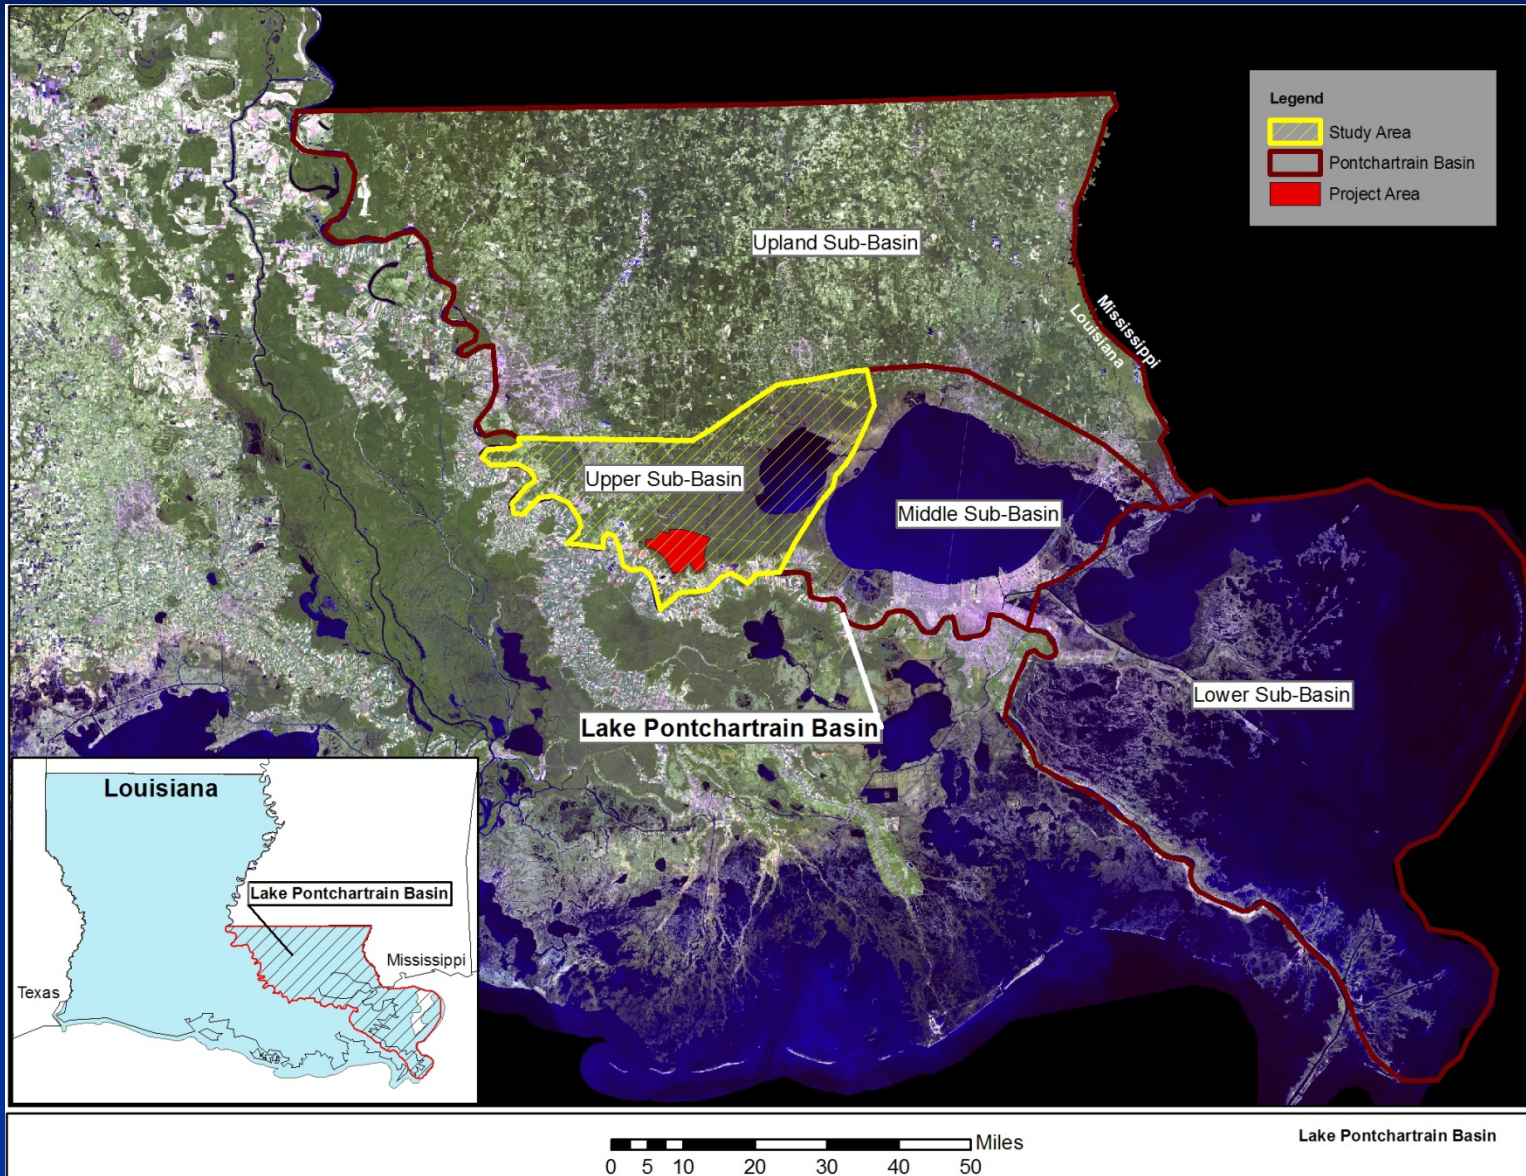 Legend
Study Area
Pontchartrain Basin
Project Area
Upland Sub-Basin
Mississippi
Louisiana
Upper Sub-Basin
Middle Sub-Basin
Lower Sub-Basin
Lake Pontchartrain Basin
Louisiana
Lake Pontchartrain Basin
Mississippi
Texas
Miles
0 5 10 20 30 40 50
Lake Pontchartrain Basin